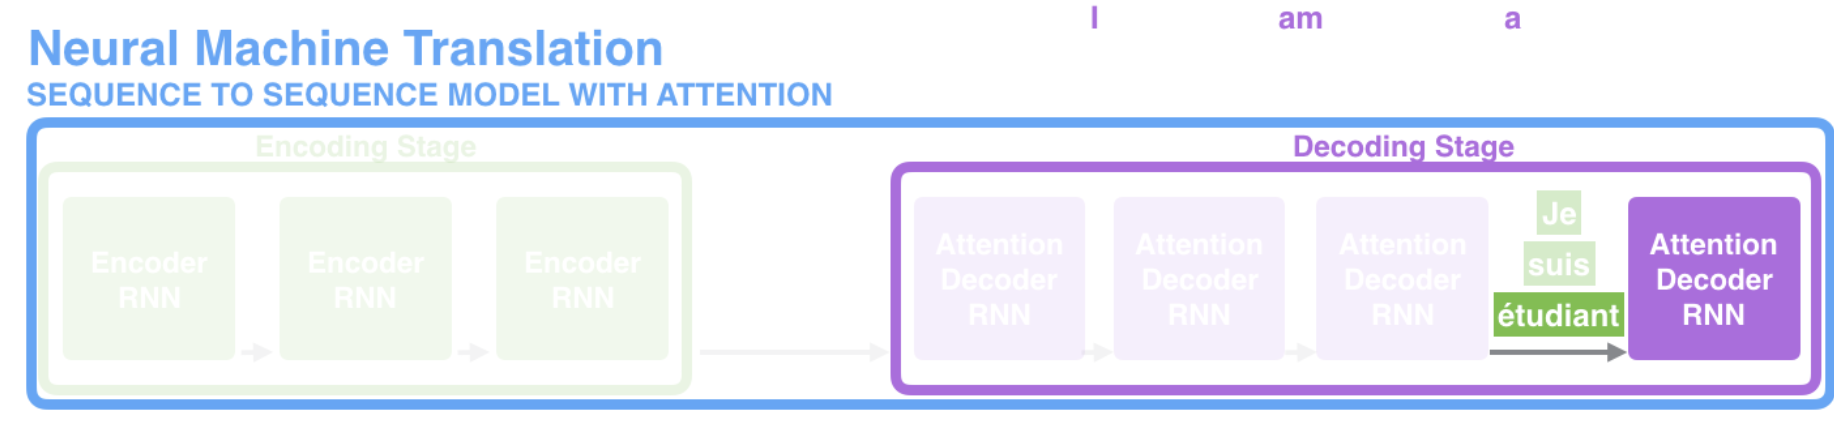 I am a
Neural Machine Translation
SEQUENCE TO SEQUENCE MODEL WITH ATTENTION
Encoding Stage
Encoder
RNN
Encoder
RNN
Encoder
RNN
Decoding Stage
Attention
Decoder
RNN
Attention
Decoder
RNN
Attention
Decoder
RNN
Je
suis
étudiant
Attention
Decoder
RNN